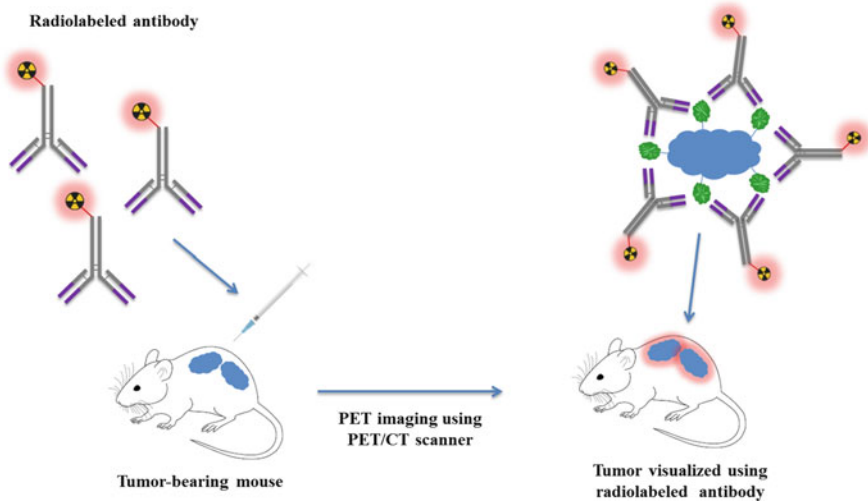 Radiolabeled antibody
PET imaging using
PET/CT scanner
Tumor-bearing mouse
Tumor visualized using
radiolabeled antibody